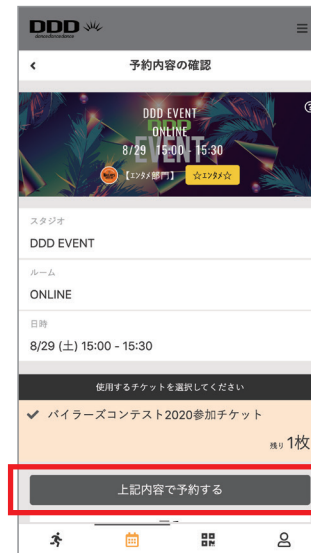 DDD
dancedancedance
予約内容の確認
DDD EVENT
ONLINE
8/29 15:00 - 15:30
【エンタメ部門】 ☆エンタメ☆
DDD
EVENT
スタジオ
DDD EVENT
ルーム
ONLINE
日時
8/29 (土) 15:00 - 15:30
使用するチケットを選択してください
バイラーズコンテスト2020参加チケット
残り 1枚
上記内容で予約する